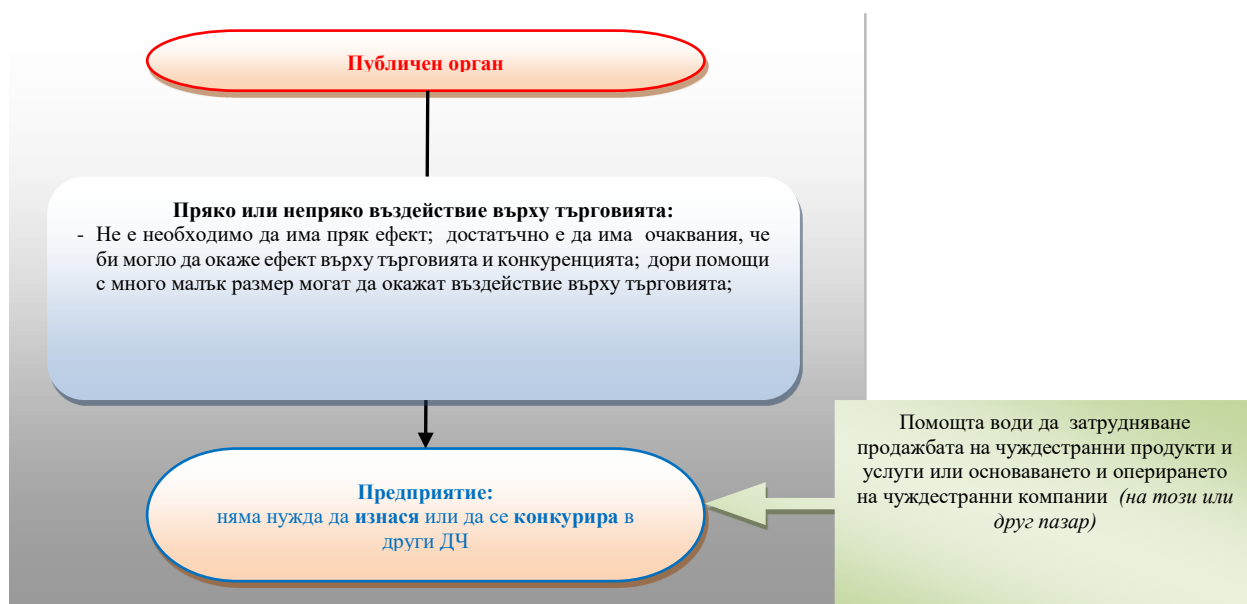 Публичен орган
Пряко или непряко въздействие върху търговията:
- Не е необходимо да има пряк ефект; достатъчно е да има очаквания, че
би могло да окаже ефект върху търговията и конкуренцията; дори помощи
с много малък размер могат да окажат въздействие върху търговията;
Предприятие:
няма нужда да изнася или да се конкурира в
други ДЧ
Помощта води да затрудняване
продажбата на чуждестранни продукти и
услуги или основаването и оперирането
на чуждестранни компании (на този или
друг пазар)